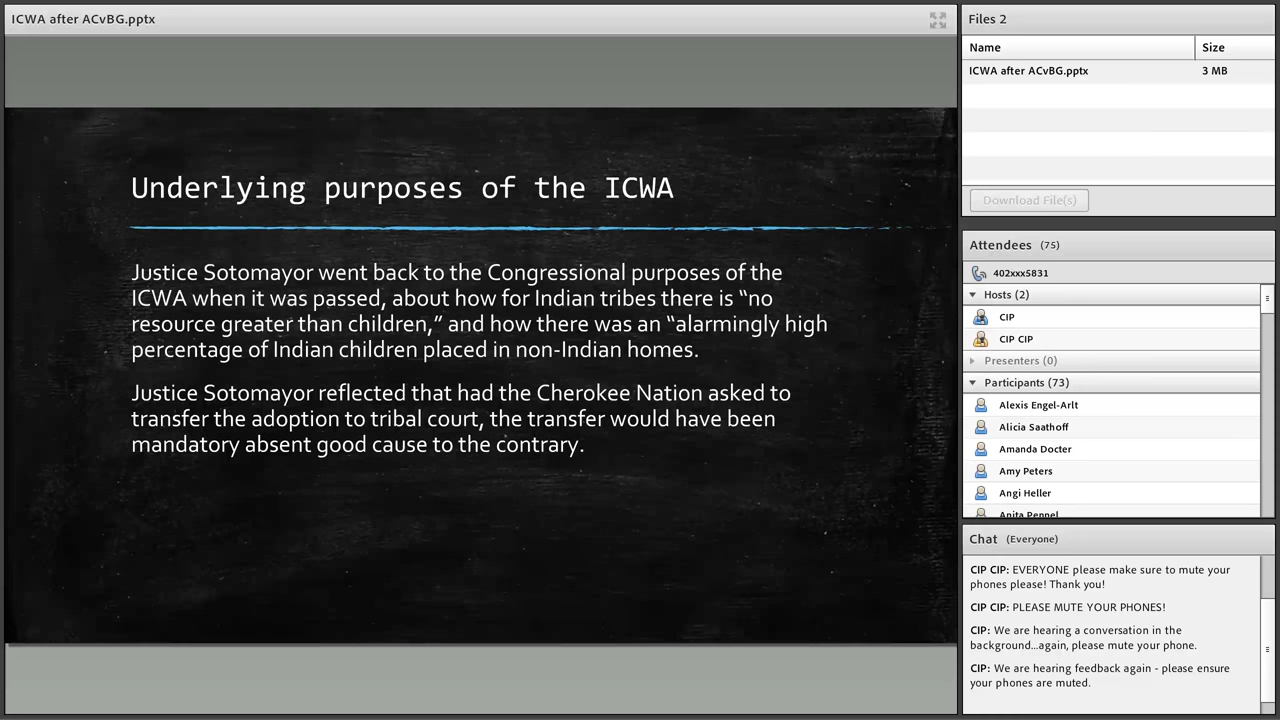 ICWA after ACvBG.pptx
Underlying purposes of the ICWA
Justice Sotomayor went back to the Congressional purposes of the
ICWA when it was passed, about how for Indian tribes there is “no
resource greater than children,” and how there was an “alarmingly high
percentage of Indian children placed in non-Indian homes.
Justice Sotomayor reflected that had the Cherokee Nation asked to
transfer the adoption to tribal court, the transfer would have been
mandatory absent good cause to the contrary.
Files 2
Name Size
ICWA after ACvBG.pptx 3 MB
Download File(s)
Attendees (75)
402xxx5831
Hosts (2)
CIP
CIP CIP
Presenters (0)
Participants (73)
Alexis Engel-Arlt
Alicia Saathoff
Amanda Docter
Amy Peters
Angi Heller
Anita
Chat (Everyone)
CIP CIP: EVERYONE please make sure to mute your
phones please! Thank you!
CIP CIP: PLEASE MUTE YOUR PHONES!
CIP: We are hearing a conversation in the
background...again, please mute your phone.
CIP: We are hearing feedback again - please ensure
your phones are muted.